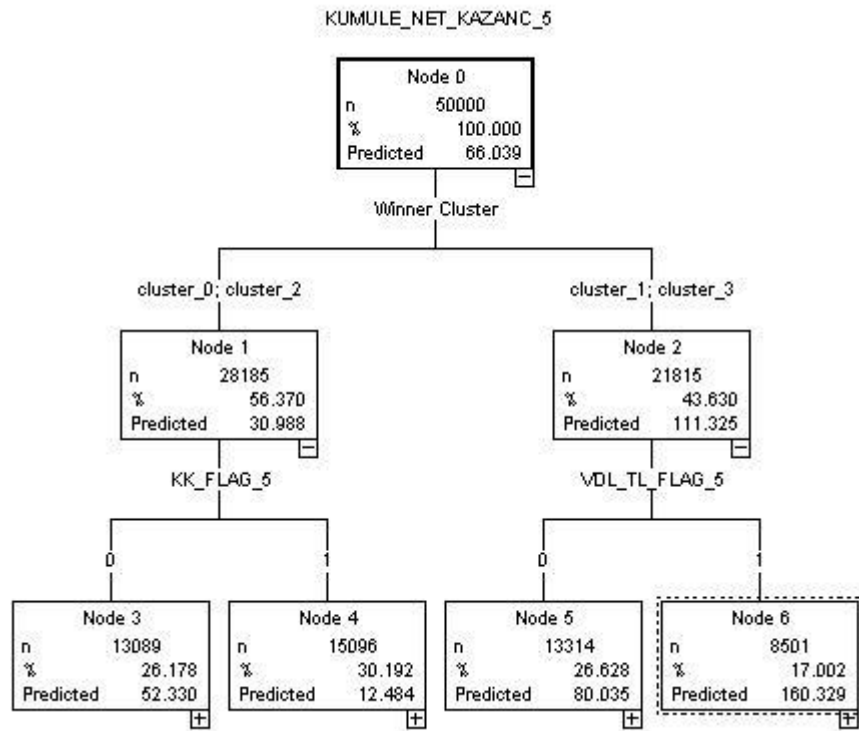 KUMULE_NET_KAZANC_5
Node 0
n 50000
% 100.000
Predicted 66.039
Winner Cluster
cluster_0; cluster_2
cluster_1; cluster_3
Node 1
n 28185
% 56.370
Predicted 30.988
Node 2
n 21815
% 43.630
Predicted 111.325
KK_FLAG_5
VDL_TL_FLAG_5
0
1
0
1
Node 3
n 13089
% 26.178
Predicted 52.330
Node 4
n 15096
% 30.192
Predicted 12.484
Node 5
n 13314
% 26.628
Predicted 80.035
Node 6
n 8501
% 17.002
Predicted 160.329